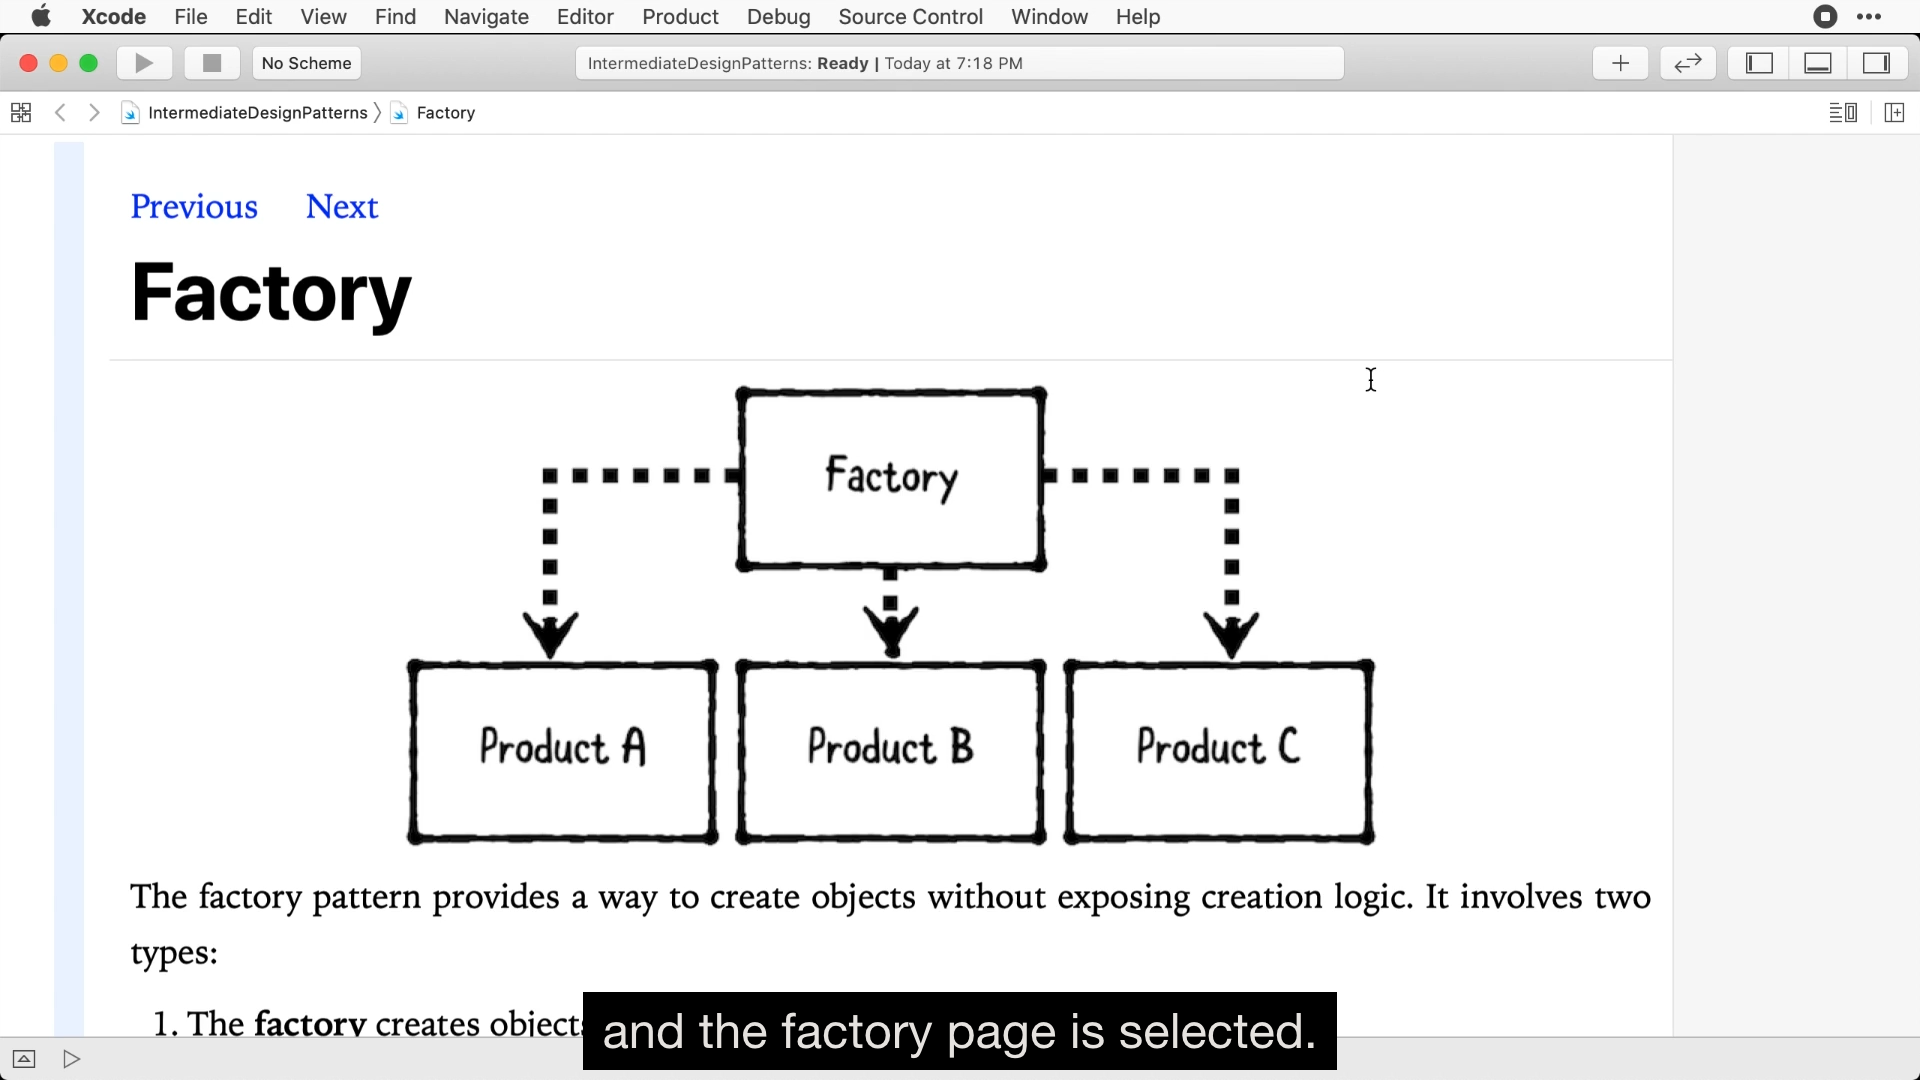 Xcode File Edit View Find Navigate Editor Product Debug Source Control Window Help
No Scheme
IntermediateDesignPatterns: Ready | Today at 7:18 PM
IntermediateDesignPatterns
Factory
Previous Next
Factory
Factory
Product A
Product B
Product C
The factory pattern provides a way to create objects without exposing creation logic. It involves two
types:
1. The factory creates objects
and the factory page is selected.